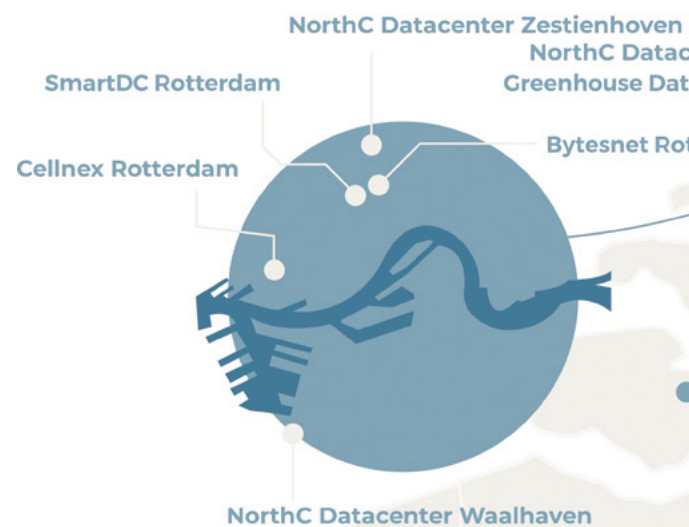 NorthC Datacenter Zestienhoven
NorthC Datac
Greenhouse Dat
SmartDC Rotterdam
Bytesnet Rot
Cellnex Rotterdam
NorthC Datacenter Waalhaven